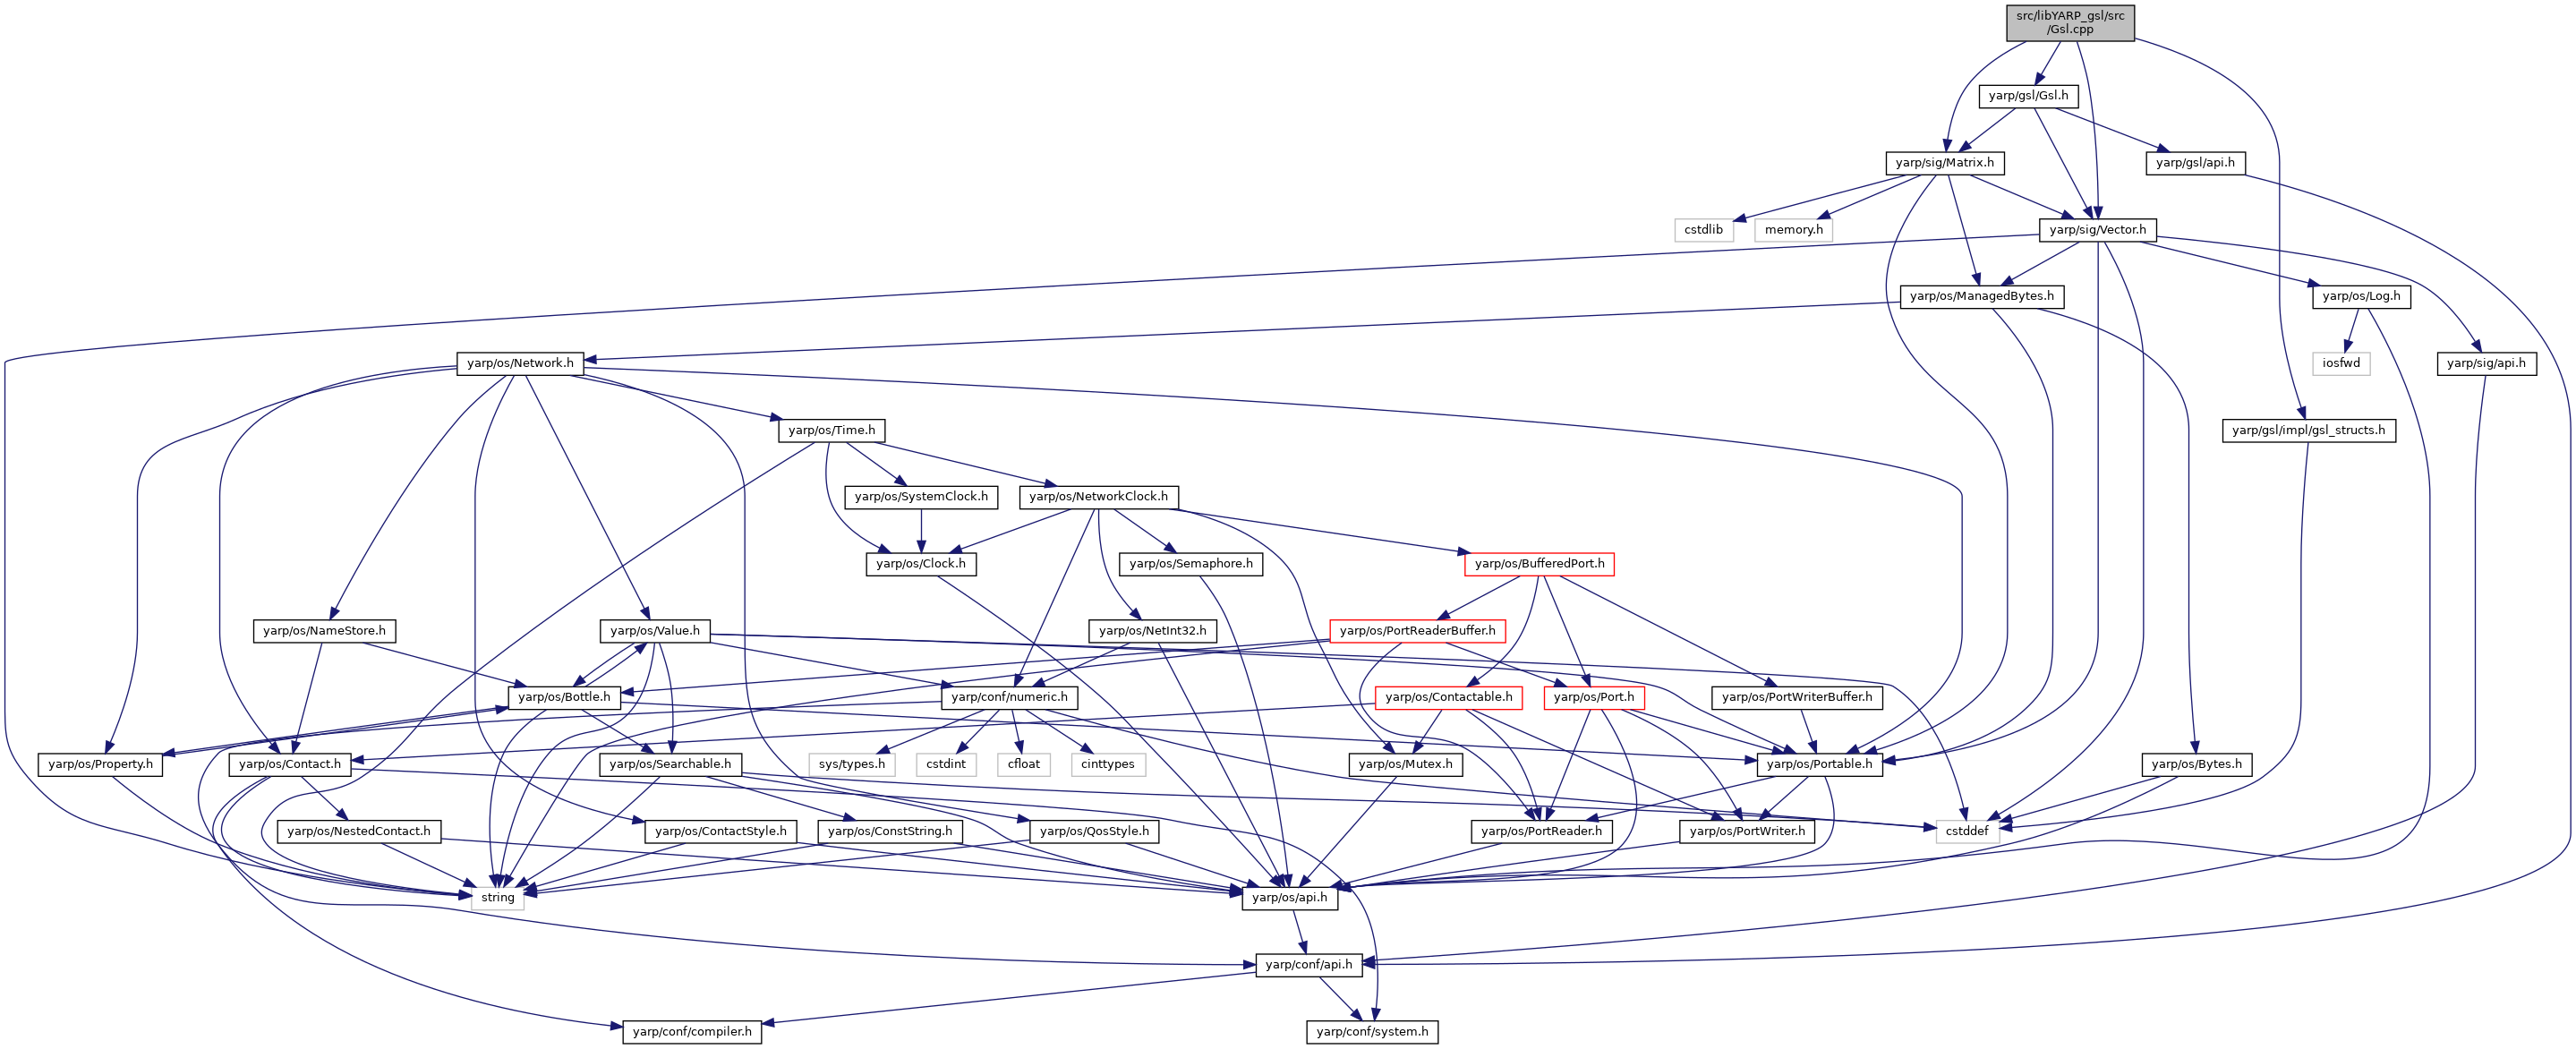 src/libYARP_gsl/src
/Gsl.cpp
yarp/gsl/Gsl.h
yarp/sig/Matrix.h
yarp/gsl/api.h
cstdlib
memory.h
yarp/sig/Vector.h
yarp/os/ManagedBytes.h
yarp/os/Log.h
yarp/os/Network.h
iosfwd
yarp/sig/api.h
yarp/os/Time.h
yarp/gsl/impl/gsl_structs.h
yarp/os/SystemClock.h
yarp/os/NetworkClock.h
yarp/os/Clock.h
yarp/os/Semaphore.h
yarp/os/BufferedPort.h
yarp/os/NameStore.h
yarp/os/Value.h
yarp/os/NetInt32.h
yarp/os/PortReaderBuffer.h
yarp/os/Bottle.h
yarp/conf/numeric.h
yarp/os/Contactable.h
yarp/os/Port.h
yarp/os/PortWriterBuffer.h
yarp/os/Property.h
yarp/os/Contact.h
yarp/os/Searchable.h
sys/types.h
cstdint
cfloat
cinttypes
yarp/os/Mutex.h
yarp/os/Portable.h
yarp/os/Bytes.h
yarp/os/NestedContact.h
yarp/os/ContactStyle.h
yarp/os/ConstString.h
yarp/os/QosStyle.h
yarp/os/PortReader.h
yarp/os/PortWriter.h
cstddef
string
yarp/os/api.h
yarp/conf/api.h
yarp/conf/compiler.h
yarp/conf/system.h